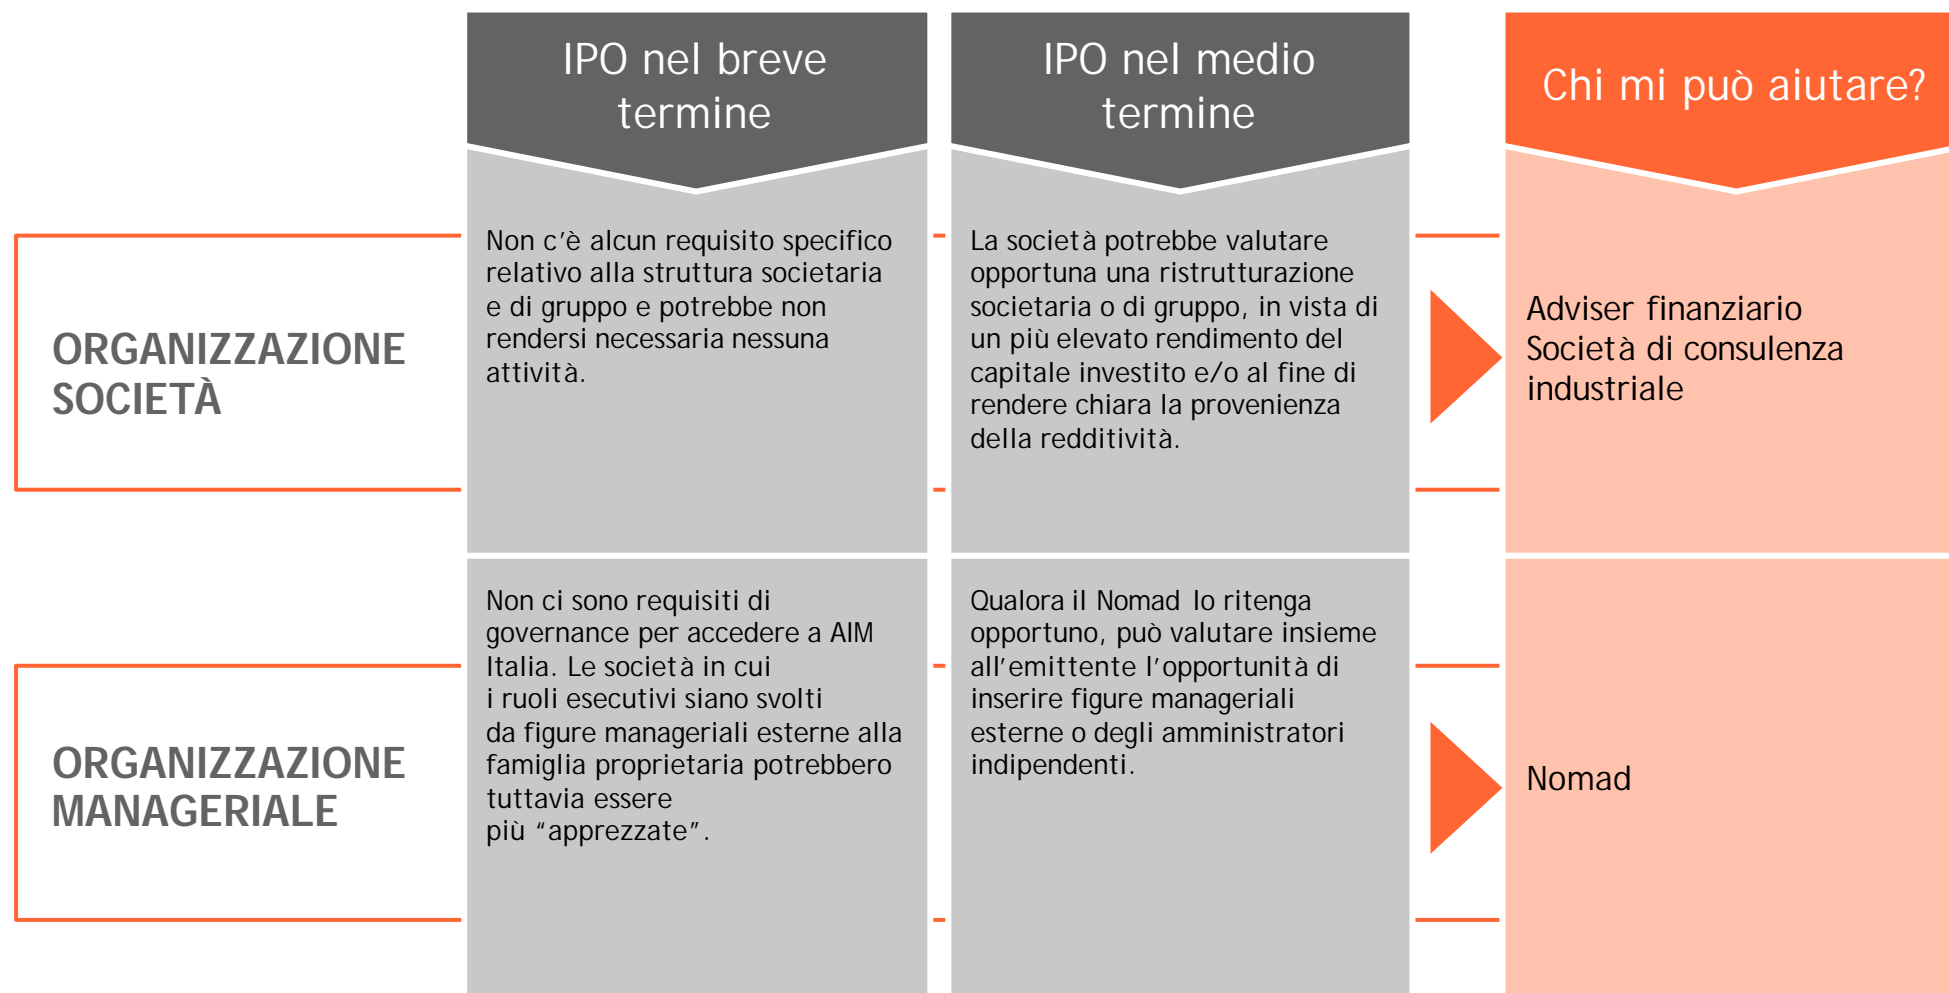 IPO nel breve
termine
IPO nel medio
termine
Chi mi può aiutare?
ORGANIZZAZIONE
SOCIETÀ
Non c’è alcun requisito specifico
relativo alla struttura societaria
e di gruppo e potrebbe non
rendersi necessaria nessuna
attività.
La società potrebbe valutare
opportuna una ristrutturazione
societaria o di gruppo, in vista di
un più elevato rendimento del
capitale investito e/o al fine di
rendere chiara la provenienza
della redditività.
Adviser finanziario
Società di consulenza
industriale
ORGANIZZAZIONE
MANAGERIALE
Non ci sono requisiti di
governance per accedere a AIM
Italia. Le società in cui
i ruoli esecutivi siano svolti
da figure manageriali esterne alla
famiglia proprietaria potrebbero
tuttavia essere
più “apprezzate”.
Qualora il Nomad lo ritenga
opportuno, può valutare insieme
all’emittente l’opportunità di
inserire figure manageriali
esterne o degli amministratori
indipendenti.
Nomad